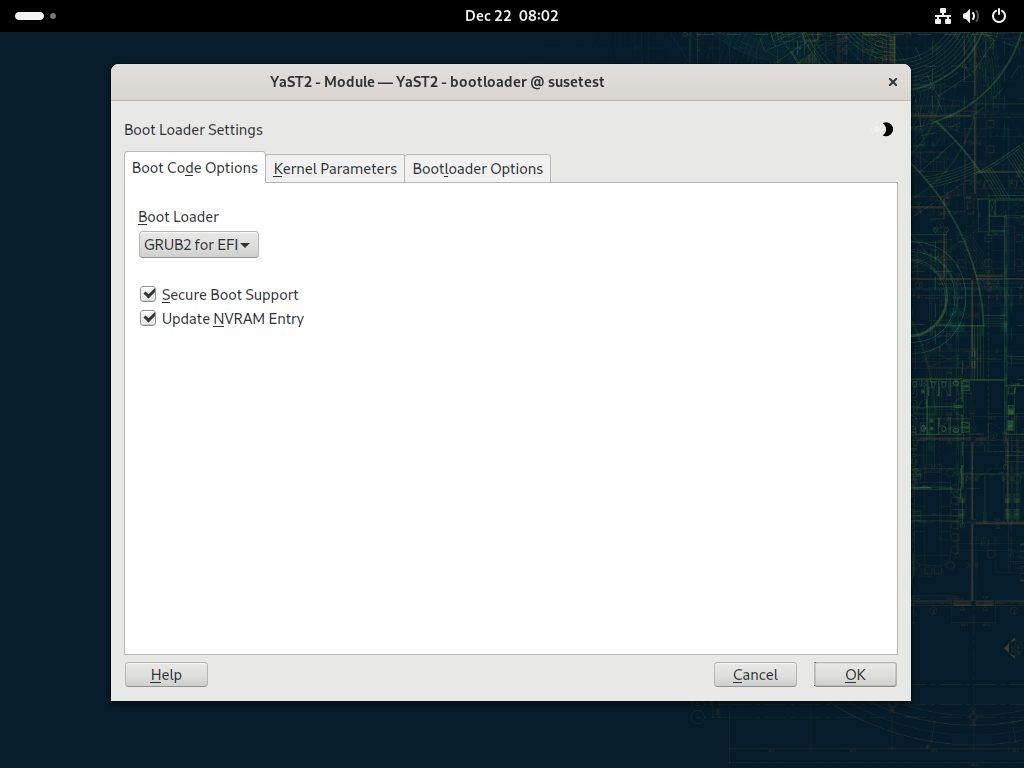 Dec 22 08:02
YaST2 - Module — YaST2 - bootloader @ susetest
Boot Loader Settings
Boot Code Options Kernel Parameters Bootloader Options
Boot Loader
GRUB2 for EFI
Secure Boot Support
Update NVRAM Entry
Help Cancel OK